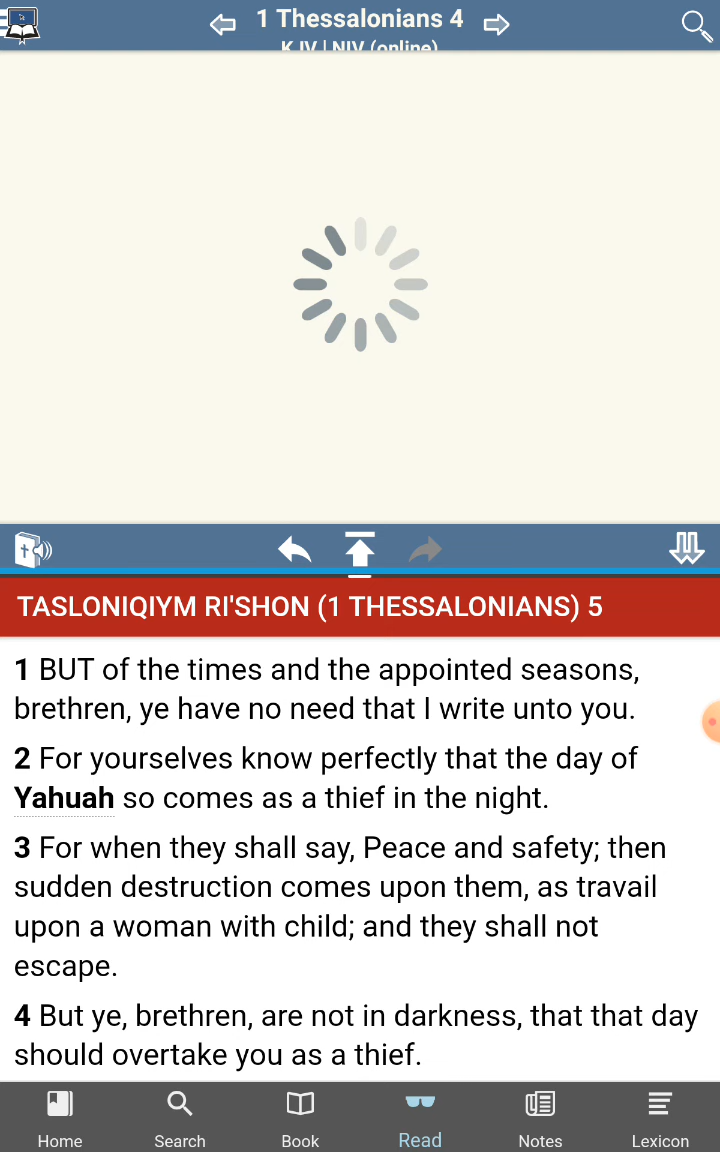 1 Thessalonians 4
KJV | NIV (online)
TASLONIQIYM RI'SHON (1 THESSALONIANS) 5
1 BUT of the times and the appointed seasons,
brethren, ye have no need that I write unto you.
2 For yourselves know perfectly that the day of
Yahuah so comes as a thief in the night.
3 For when they shall say, Peace and safety; then
sudden destruction comes upon them, as travail
upon a woman with child; and they shall not
escape.
4 But ye, brethren, are not in darkness, that that day
should overtake you as a thief.
Home Search Book Read Notes Lexicon